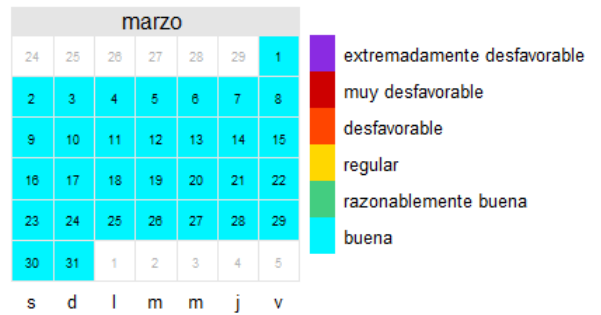 marzo
24 25 26 27 28 29 1
2 3 4 5 6 7 8
9 10 11 12 13 14 15
16 17 18 19 20 21 22
23 24 25 26 27 28 29
30 31 1 2 3 4 5
s d l m m j v
extremadamente desfavorable
muy desfavorable
desfavorable
regular
razonablemente buena
buena